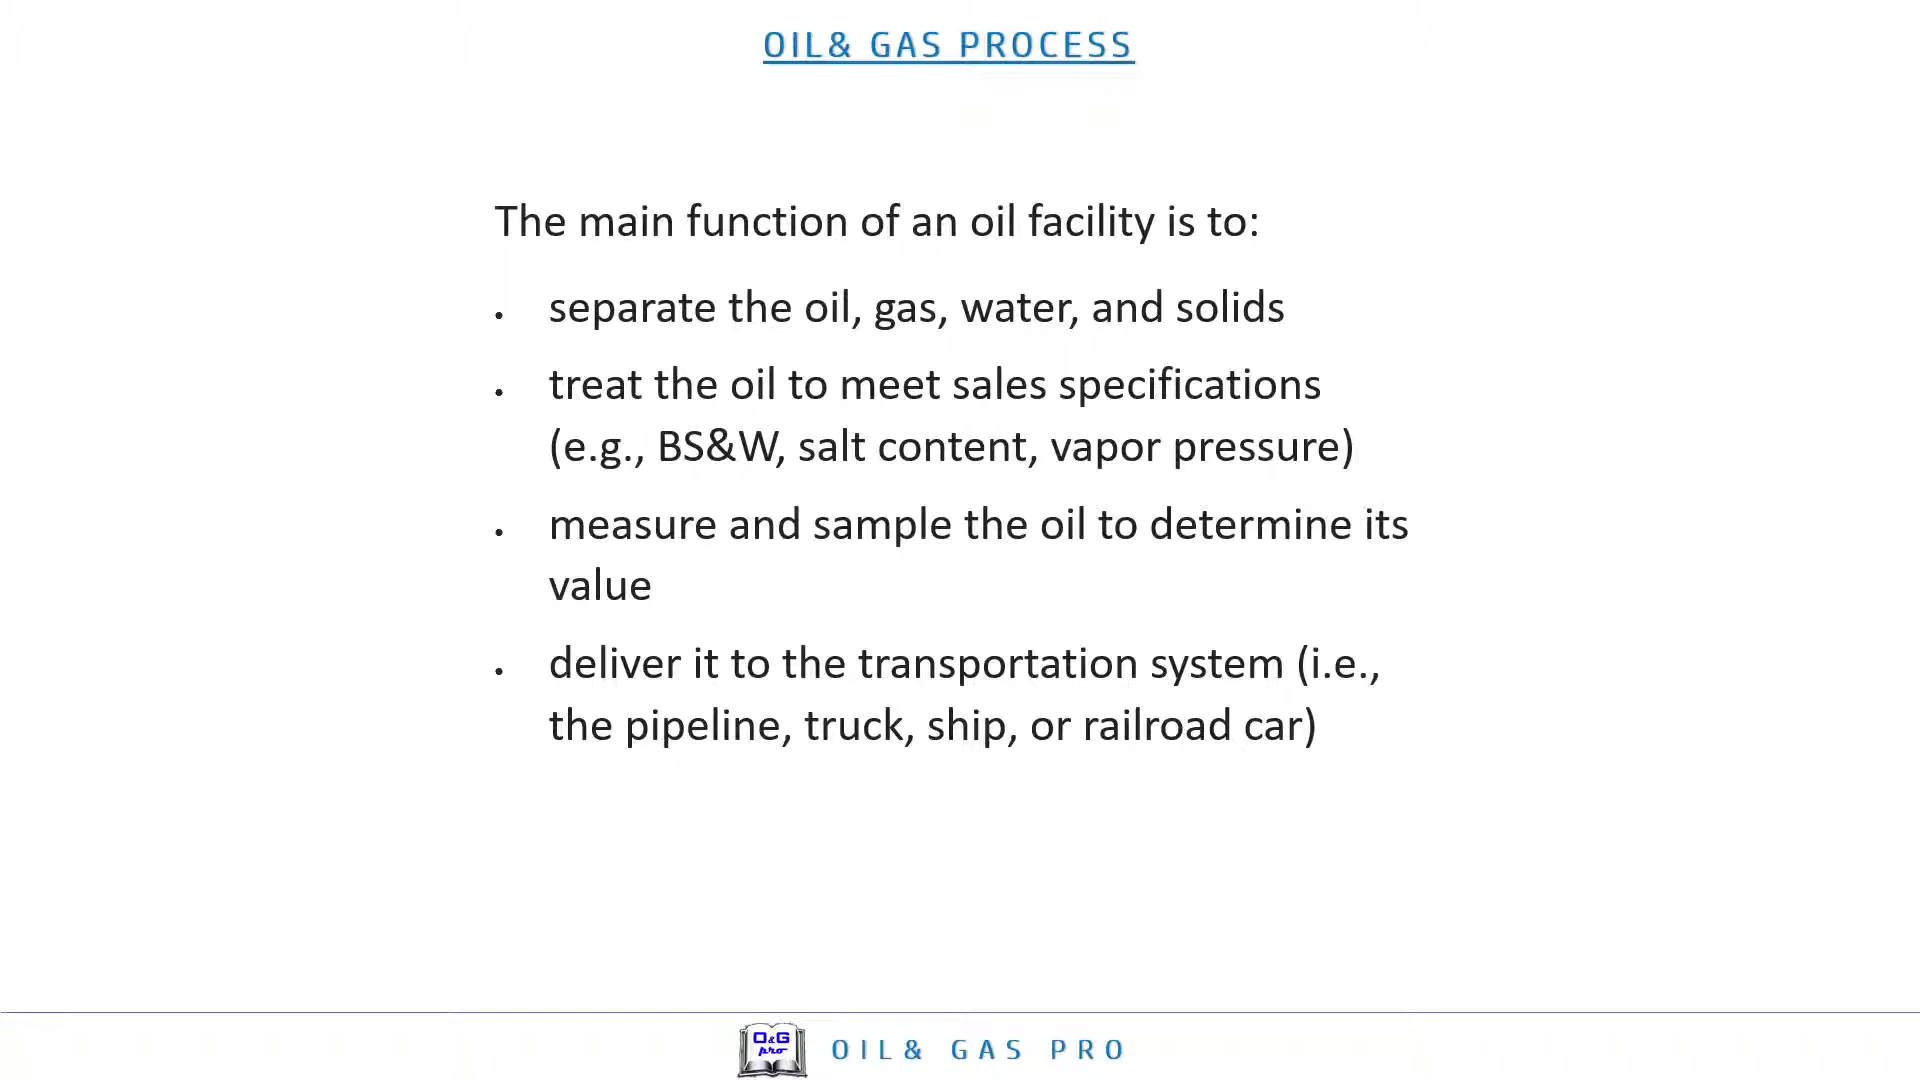 OIL& GAS PROCESS
The main function of an oil facility is to:
• separate the oil, gas, water, and solids
• treat the oil to meet sales specifications
(e.g., BS&W, salt content, vapor pressure)
• measure and sample the oil to determine its
value
• deliver it to the transportation system (i.e.,
the pipeline, truck, ship, or railroad car)
O&G
pro
OIL& GAS PRO